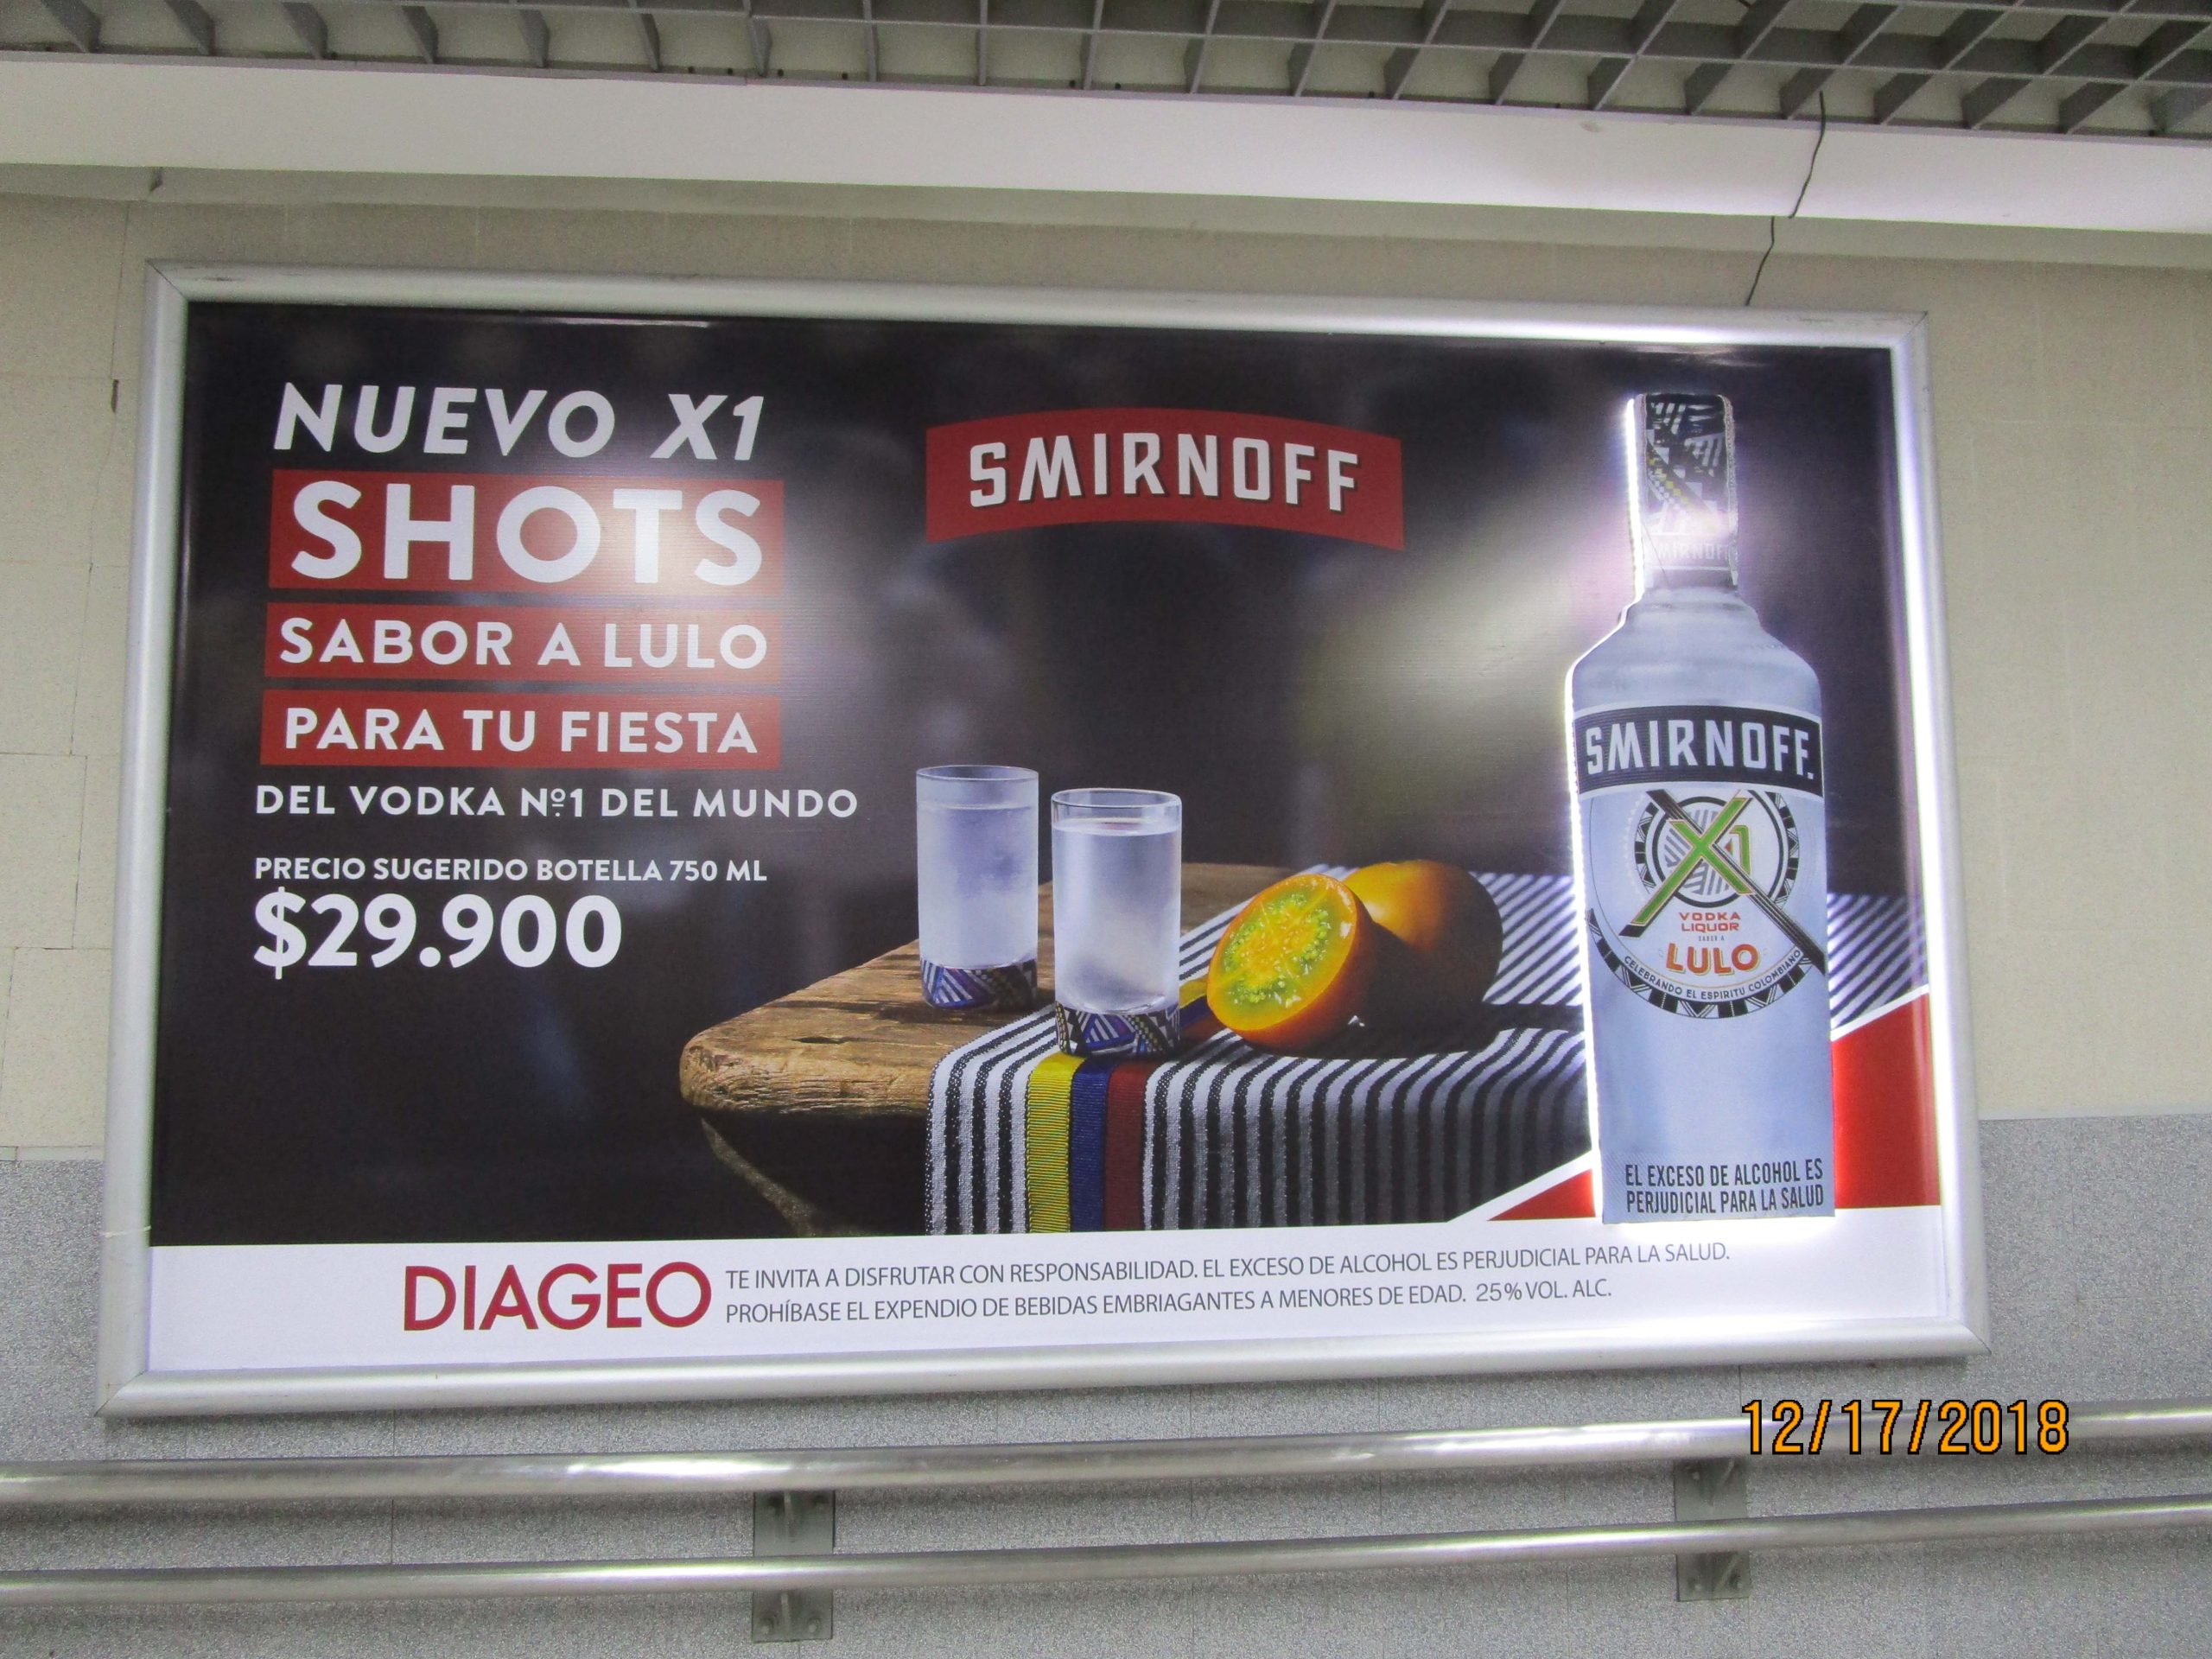 NUEVO X1
SHOTS
SABOR A LULO
PARA TU FIESTA
DEL VODKA Nº1 DEL MUNDO
PRECIO SUGERIDO BOTELLA 750 ML
$29.900
SMIRNOFF
SMIRNOFF
SMIRNOFF.
X1
VODKA
LIQUOR
SABOR A
LULO
CELEBRANDO EL ESPIRITU COLOMBIANO
EL EXCESO DE ALCOHOL ES
PERJUDICIAL PARA LA SALUD
DIAGEO
TE INVITA A DISFRUTAR CON RESPONSABILIDAD. EL EXCESO DE ALCOHOL ES PERJUDICIAL PARA LA SALUD.
PROHÍBASE EL EXPENDIO DE BEBIDAS EMBRIAGANTES A MENORES DE EDAD. 25% VOL. ALC.
12/17/2018